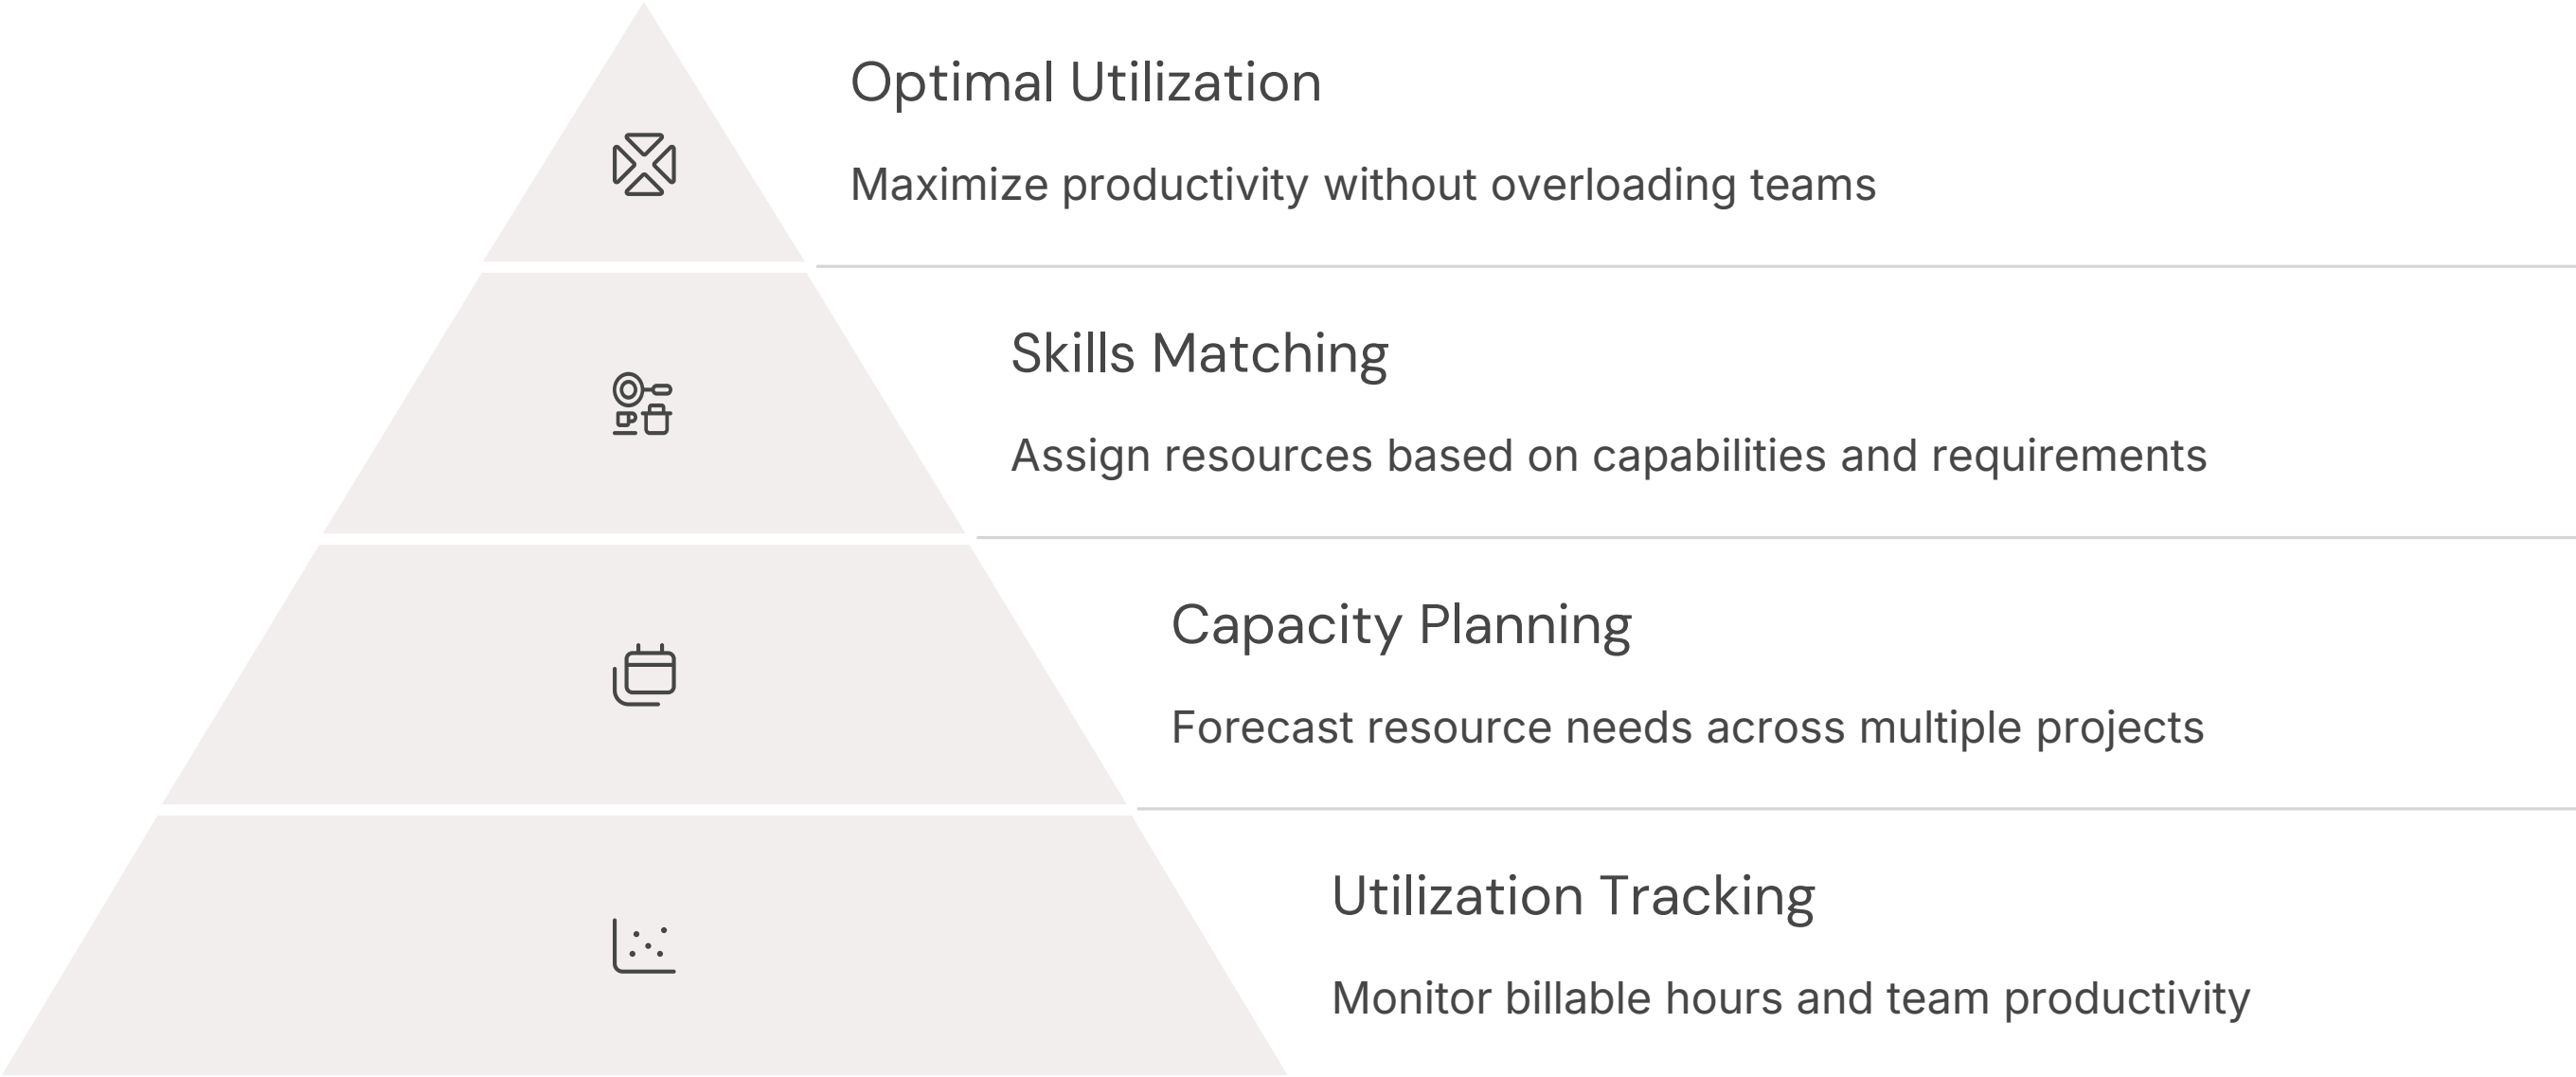 Optimal Utilization
Maximize productivity without overloading teams
Skills Matching
Assign resources based on capabilities and requirements
Capacity Planning
Forecast resource needs across multiple projects
Utilization Tracking
Monitor billable hours and team productivity